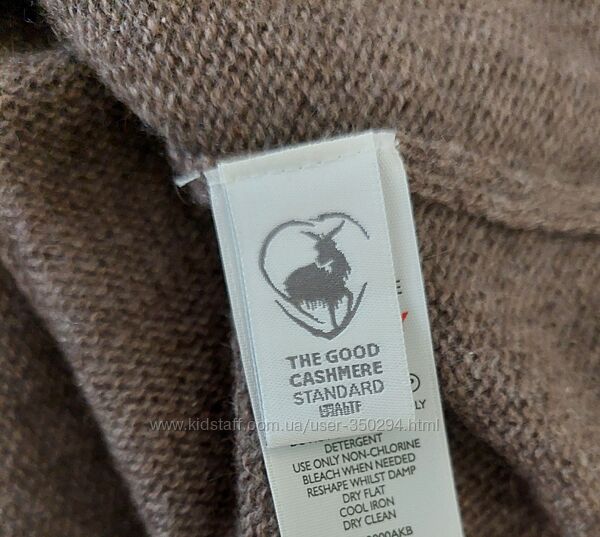 THE GOOD
CASHMERE
STANDARD
www.kidstaff.com.ua/user-350294.html
DETERGENT
USE ONLY NON-CHLORINE
BLEACH WHEN NEEDED
RESHAPE WHILST DAMP
DRY FLAT
COOL IRON
DRY CLEAN